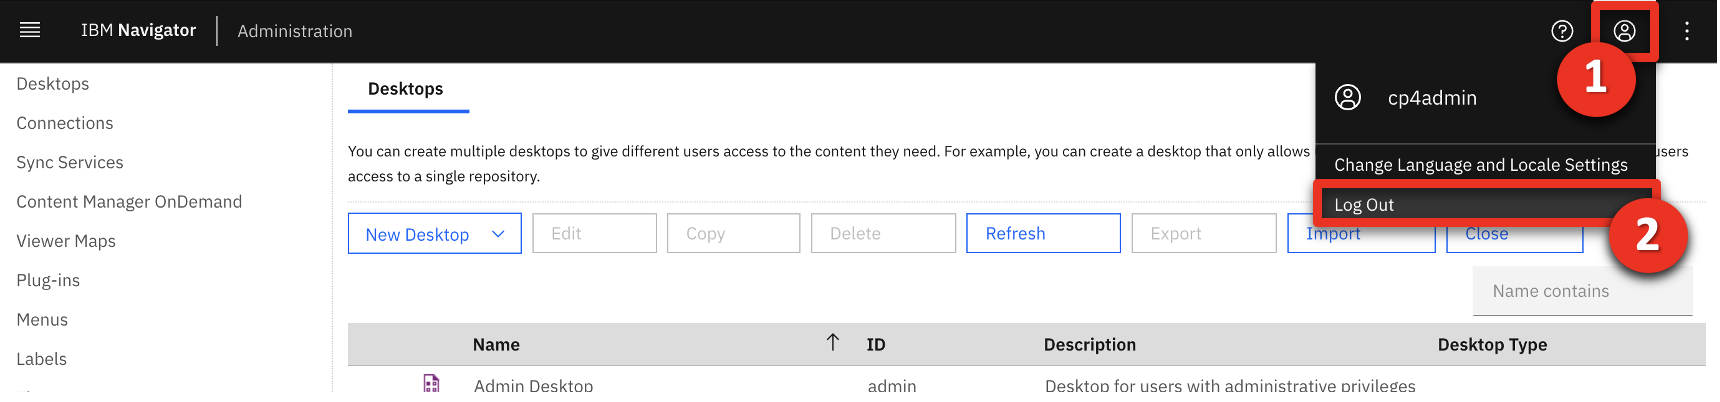 IBM Navigator Administration
1
cp4admin
Change Language and Locale Settings
Log Out
2
Desktops
Connections
Sync Services
Content Manager OnDemand
Viewer Maps
Plug-ins
Menus
Labels
Desktops
You can create multiple desktops to give different users access to the content they need. For example, you can create a desktop that only allows users
access to a single repository.
New Desktop Edit Copy Delete Refresh Export Import Close
Name contains
Name ID Description Desktop Type
Admin Desktop admin Desktop for users with administrative privileges